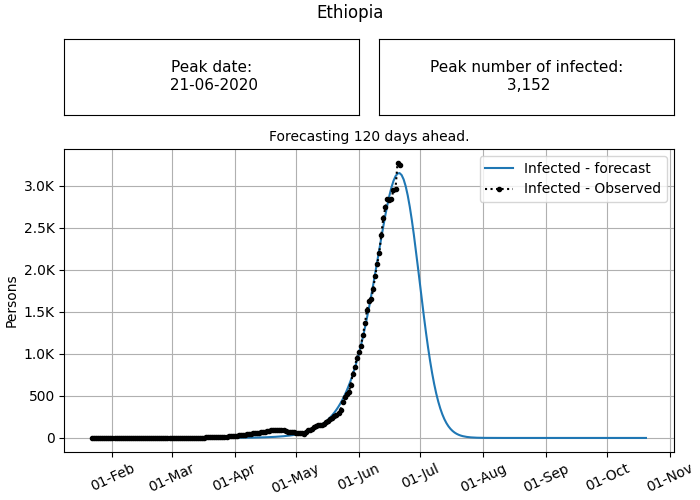 Ethiopia
Peak date:
21-06-2020
Peak number of infected:
3,152
Forecasting 120 days ahead.
Infected - forecast
Infected - Observed
Persons
3.0K
2.5K
2.0K
1.5K
1.0K
500
0
01-Feb
01-Mar
01-Apr
01-May
01-Jun
01-Jul
01-Aug
01-Sep
01-Oct
01-Nov